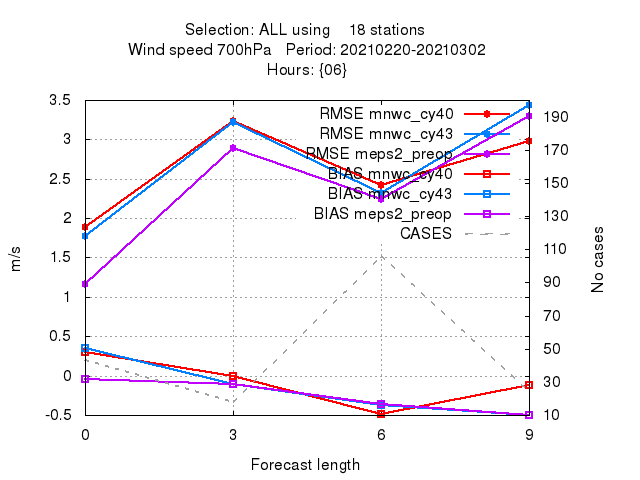 Selection: ALL using 18 stations
Wind speed 700hPa Period: 20210220-20210302
Hours: {06}
3.5
3
2.5
2
1.5
1
0.5
0
-0.5
m/s
RMSE mnwc_cy40
RMSE mnwc_cy43
RMSE meps2_preop
BIAS mnwc_cy40
BIAS mnwc_cy43
BIAS meps2_preop
CASES
190
170
150
130
110
90
70
50
30
10
No cases
0 3 6 9
Forecast length